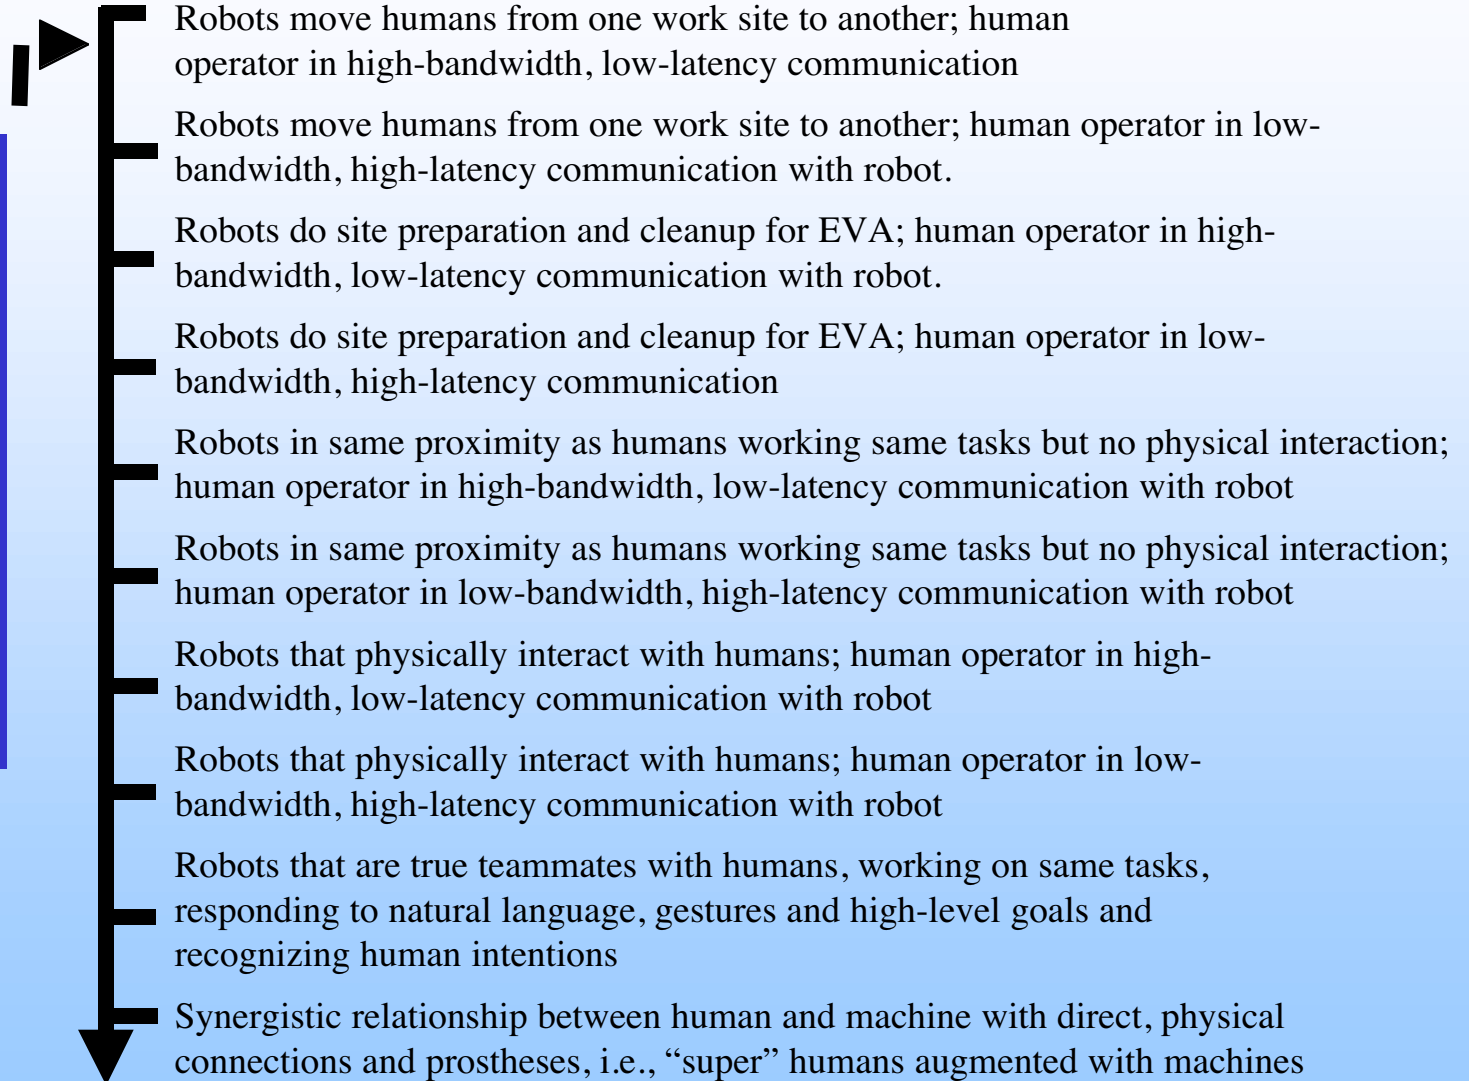 Robots move humans from one work site to another; human
operator in high-bandwidth, low-latency communication
Robots move humans from one work site to another; human operator in low-
bandwidth, high-latency communication with robot.
Robots do site preparation and cleanup for EVA; human operator in high-
bandwidth, low-latency communication with robot.
Robots do site preparation and cleanup for EVA; human operator in low-
bandwidth, high-latency communication
Robots in same proximity as humans working same tasks but no physical interaction;
human operator in high-bandwidth, low-latency communication with robot
Robots in same proximity as humans working same tasks but no physical interaction;
human operator in low-bandwidth, high-latency communication with robot
Robots that physically interact with humans; human operator in high-
bandwidth, low-latency communication with robot
Robots that physically interact with humans; human operator in low-
bandwidth, high-latency communication with robot
Robots that are true teammates with humans, working on same tasks,
responding to natural language, gestures and high-level goals and
recognizing human intentions
Synergistic relationship between human and machine with direct, physical
connections and prostheses, i.e., “super” humans augmented with machines